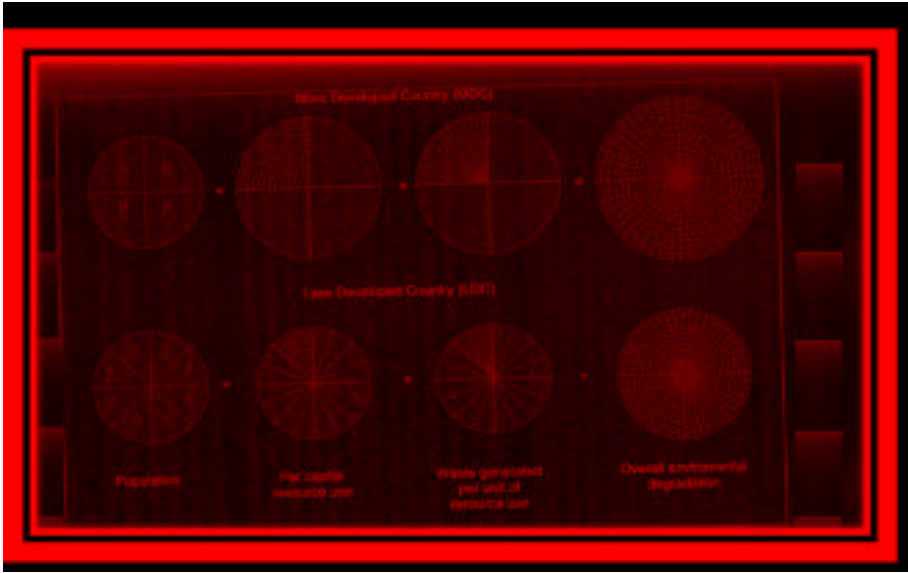 More Developed Country (MDC)
Less Developed Country (LDC)
Population
Per capita
resource use
Waste generated
per unit of
resource use
Overall environmental
degradation